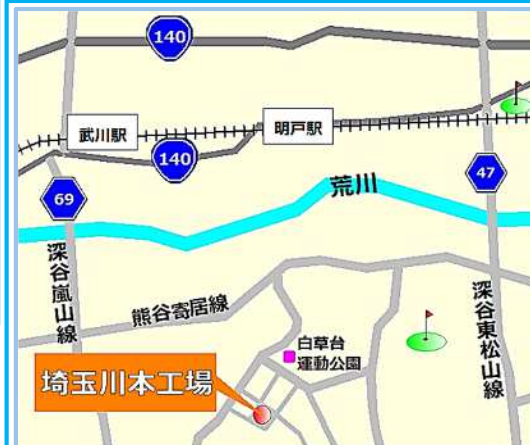 140
武川駅
明戸駅
140
69
47
荒川
深谷嵐山線
熊谷寄居線
深谷東松山線
白草台
運動公園
埼玉川本工場